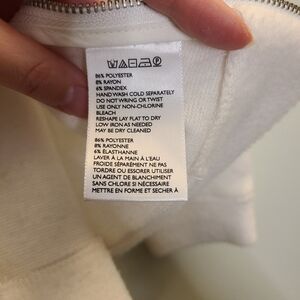 86% POLYESTER
8% RAYON
6% SPANDEX
HAND WASH COLD SEPARATELY
DO NOT WRING OR TWIST
USE ONLY NON-CHLORINE
BLEACH
RESHAPE LAY FLAT TO DRY
LOW IRON AS NEEDED
MAY BE DRY CLEANED
86% POLYESTER
8% RAYONNE
6% ÉLASTHANNE
LAVER À LA MAIN À L'EAU
FROIDE SÉPARÉMENT NE PAS
TORDRE OU ESSORER UTILISER
UN AGENT DE BLANCHIMENT
SANS CHLORE SI NÉCESSAIRE
METTRE EN FORME ET SÉCHER À